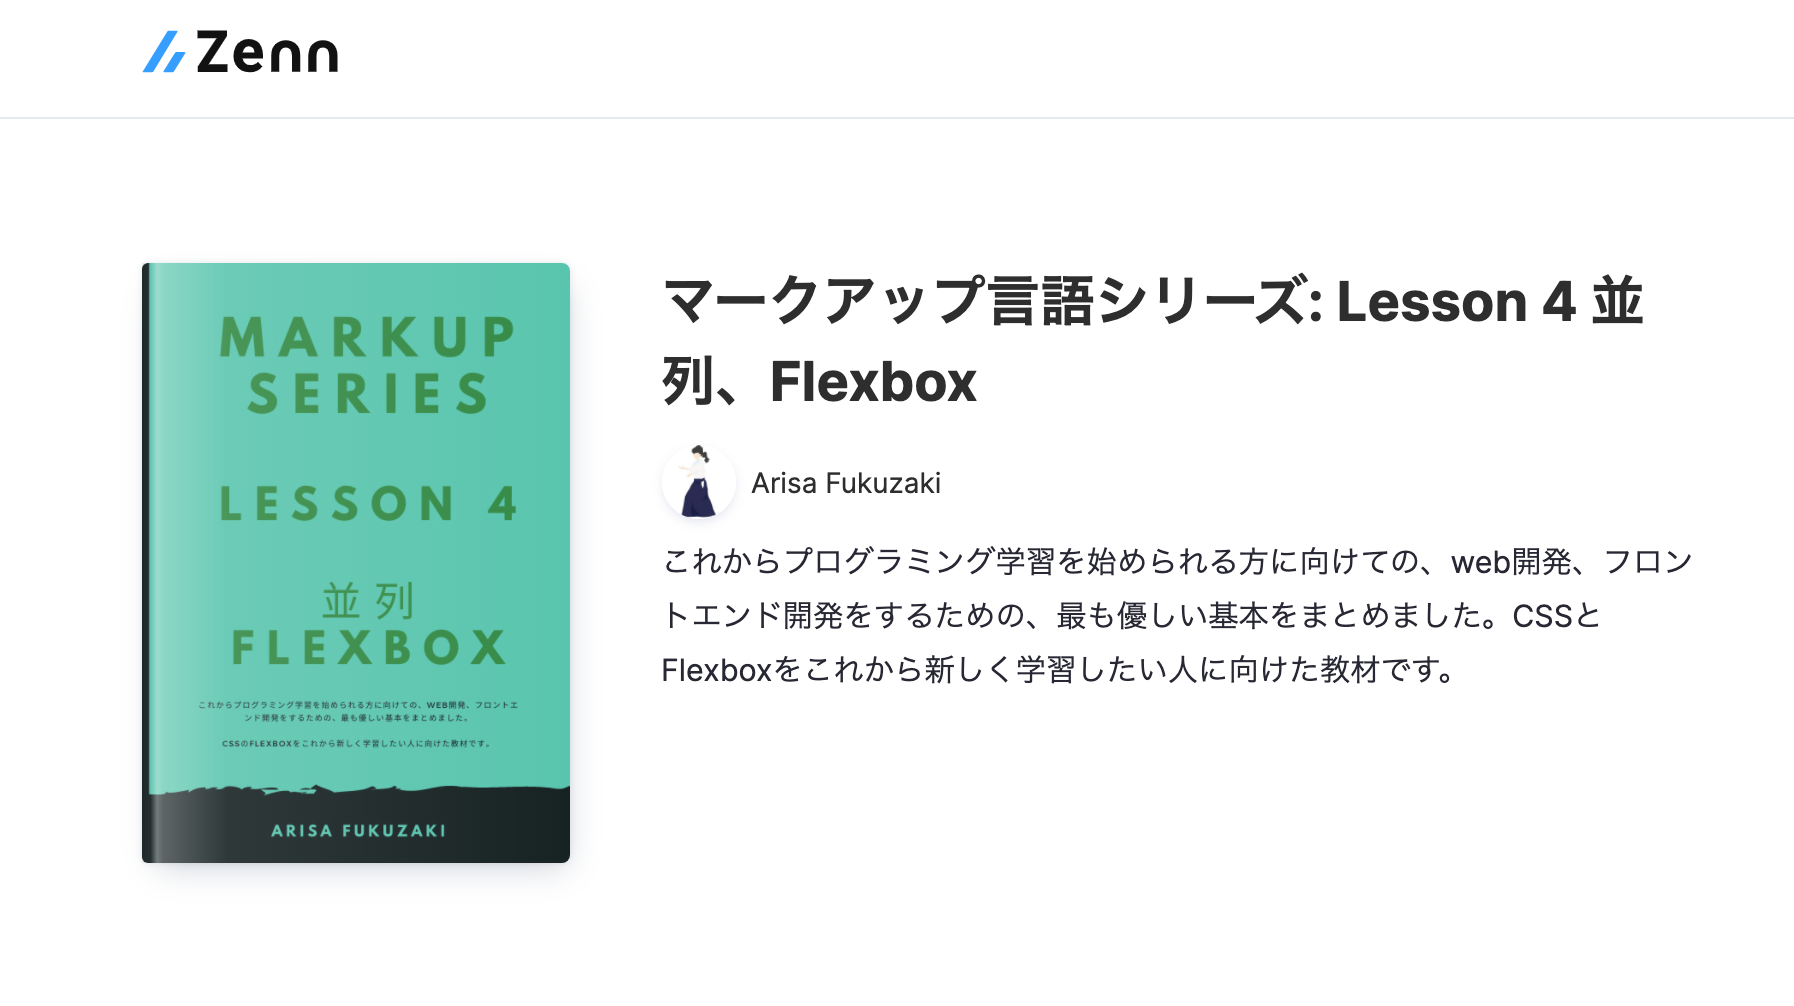 Zenn
MARKUP
SERIES
LESSON 4
並列
FLEXBOX
これからプログラミング学習を始められる方に向けての、WEB開発、フロントエ
ンド開発をするための、最も優しい基本をまとめました。
CSSのFLEXBOXをこれから新しく学習したい人に向けた教材です。
ARISA FUKUZAKI
マークアップ言語シリーズ: Lesson 4 並
列、Flexbox
Arisa Fukuzaki
これからプログラミング学習を始められる方に向けての、web開発、フロン
トエンド開発をするための、最も優しい基本をまとめました。CSSと
Flexboxをこれから新しく学習したい人に向けた教材です。